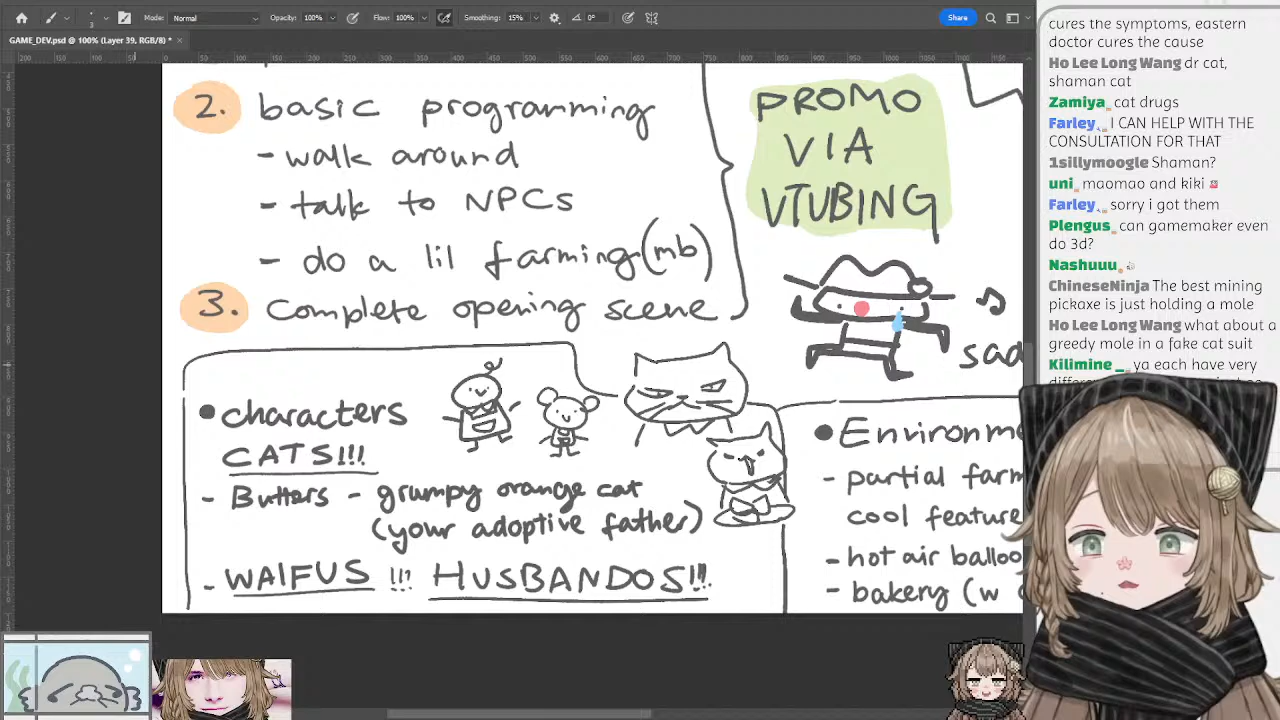 Mode: Normal Opacity: 100% Flow: 100% Smoothing: 15% 0° Share
GAME_DEV.psd @ 100% (Layer 39, RGB/8) *
2. basic programming
- walk around
- talk to NPCs
- do a lil farming (mb)
3. Complete opening scene
PROMO
VIA
VTUBING
sad
• characters
CATS!!!
- Butters - grumpy orange cat
(your adoptive father)
- WAIFUS !!! HUSBANDOS!!!
• Environme
- partial farm
cool feature
- hot air balloo
- bakery (w
cures the symptoms, eastern
doctor cures the cause
Ho Lee Long Wang dr cat,
shaman cat
Zamiya cat drugs
Farley I CAN HELP WITH THE
CONSULTATION FOR THAT
1sillymoogle Shaman?
uni maomao and kiki
Farley sorry i got them
Plengus can gamemaker even
do 3d?
Nashuuu
ChineseNinja The best mining
pickaxe is just holding a mole
Ho Lee Long Wang what about a
greedy mole in a fake cat suit
Kilimine_ ya each have very